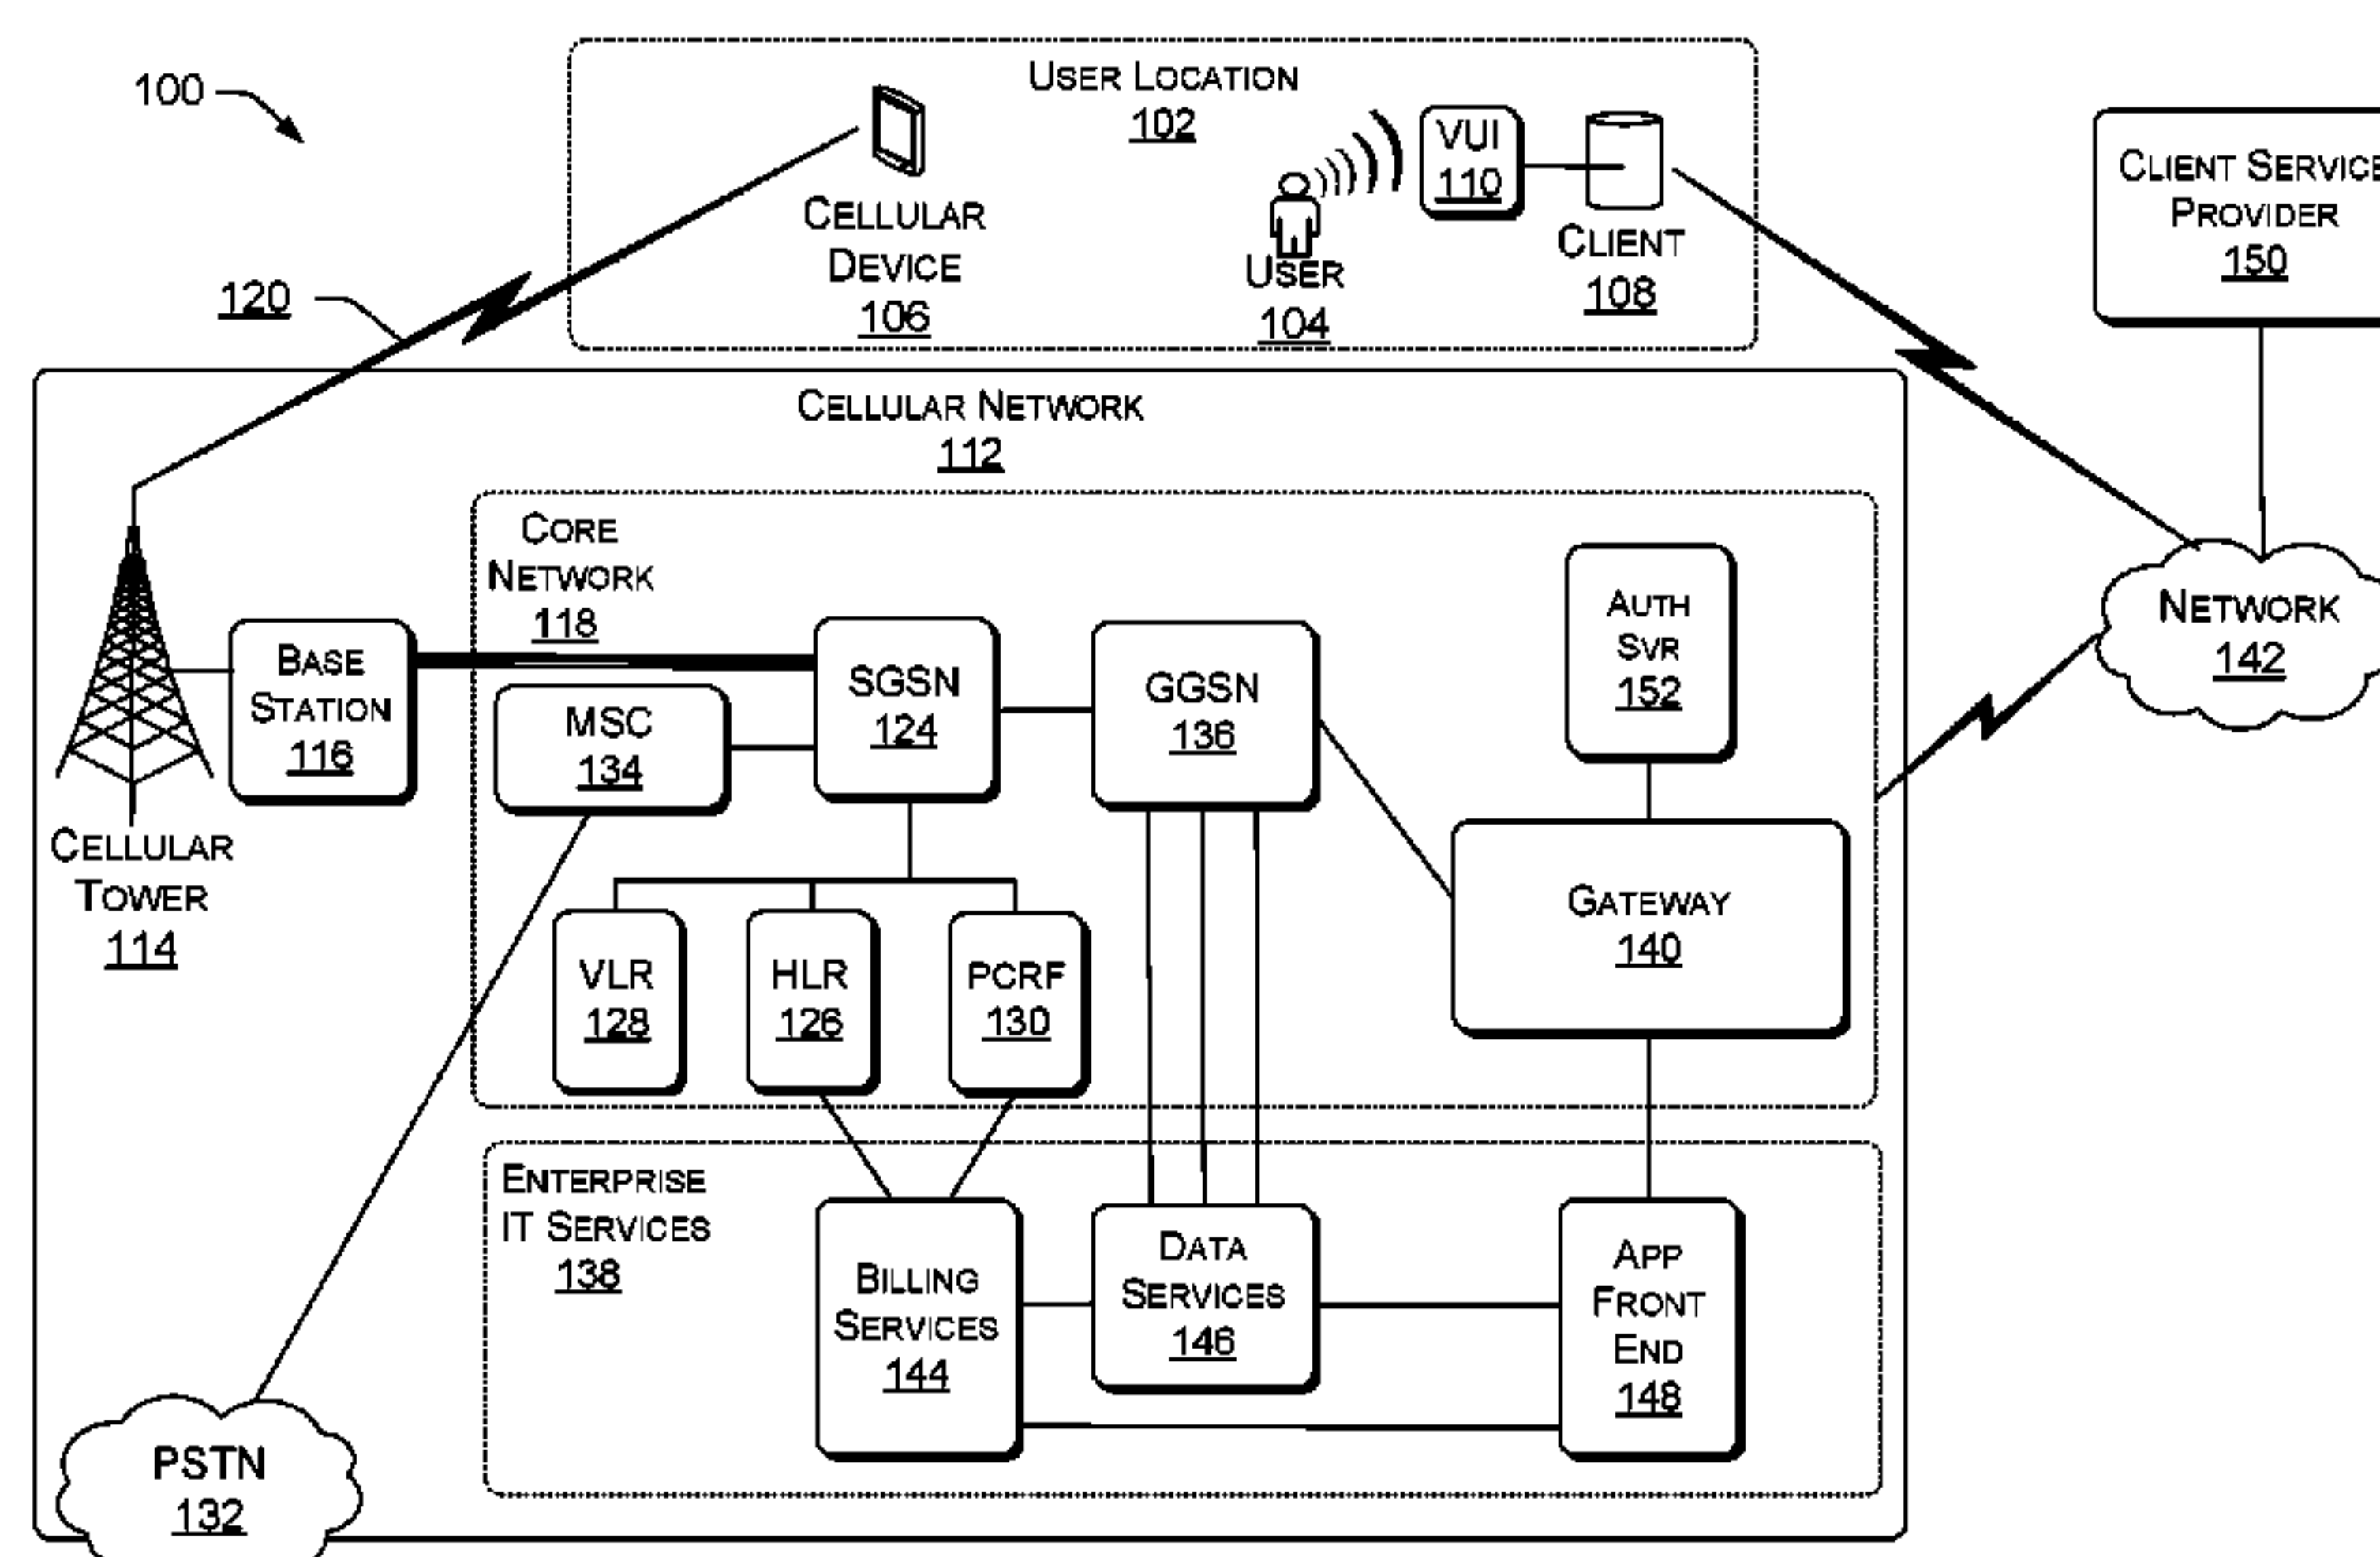 100
USER LOCATION
102
VUI
110
CLIENT SERVICE
PROVIDER
150
CELLULAR
DEVICE
106
USER
104
CLIENT
108
120
CELLULAR NETWORK
112
CORE
NETWORK
118
AUTH
SVR
152
NETWORK
142
BASE
STATION
116
SGSN
124
GGSN
136
MSC
134
CELLULAR
TOWER
114
GATEWAY
140
VLR
128
HLR
126
PCRF
130
ENTERPRISE
IT SERVICES
138
BILLING
SERVICES
144
DATA
SERVICES
146
APP
FRONT
END
148
PSTN
132